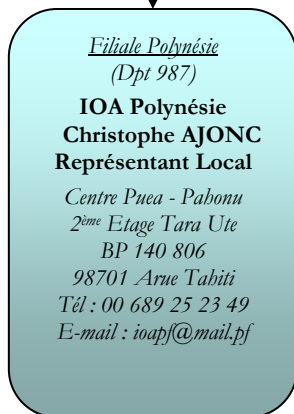 Filiale Polynésie
(Dpt 987)
IOA Polynésie
Christophe AJONC
Représentant Local
Centre Puea - Pahonu
2ème Etage Tara Ute
BP 140 806
98701 Arue Tahiti
Tél : 00 689 25 23 49
E-mail : ioapf@mail.pf